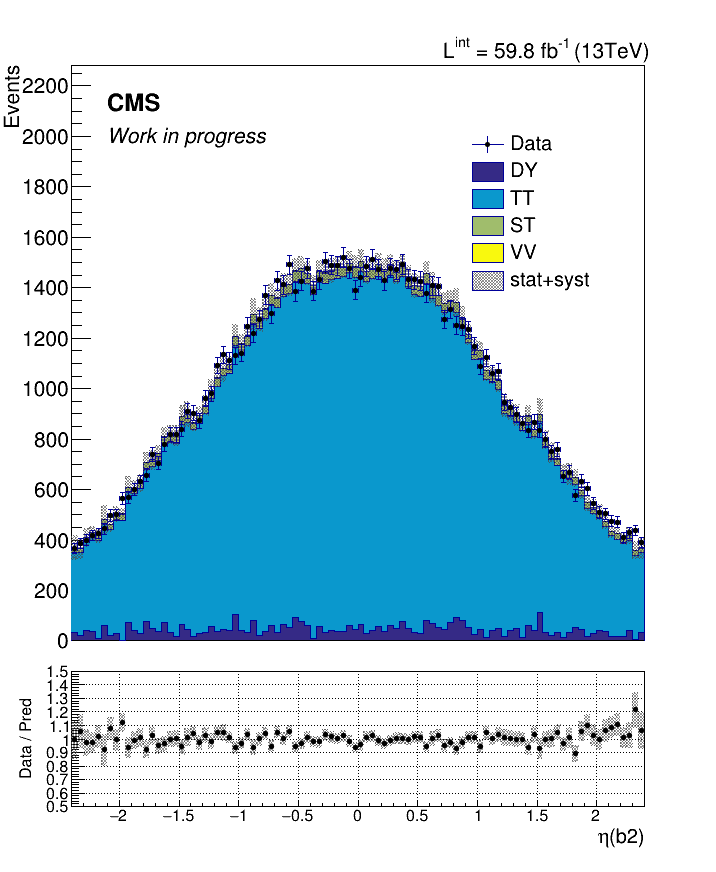 L^int = 59.8 fb^-1 (13TeV)
Events
2200
2000
1800
1600
1400
1200
1000
800
600
400
200
0
CMS
Work in progress
Data
DY
TT
ST
VV
stat+syst
Data / Pred
1.5
1.4
1.3
1.2
1.1
1
0.9
0.8
0.7
0.6
0.5
−2 −1.5 −1 −0.5 0 0.5 1 1.5 2
η(b2)